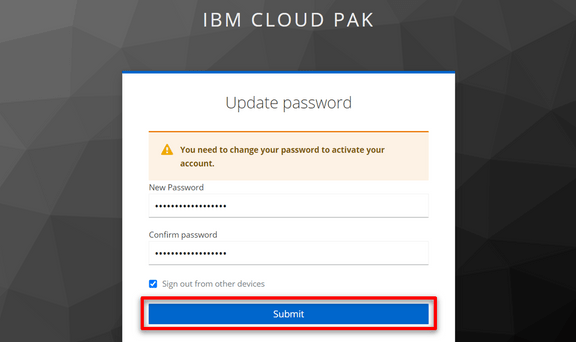 IBM CLOUD PAK
Update password
You need to change your password to activate your
account.
New Password
••••••••••••••••••
Confirm password
••••••••••••••••••
Sign out from other devices
Submit